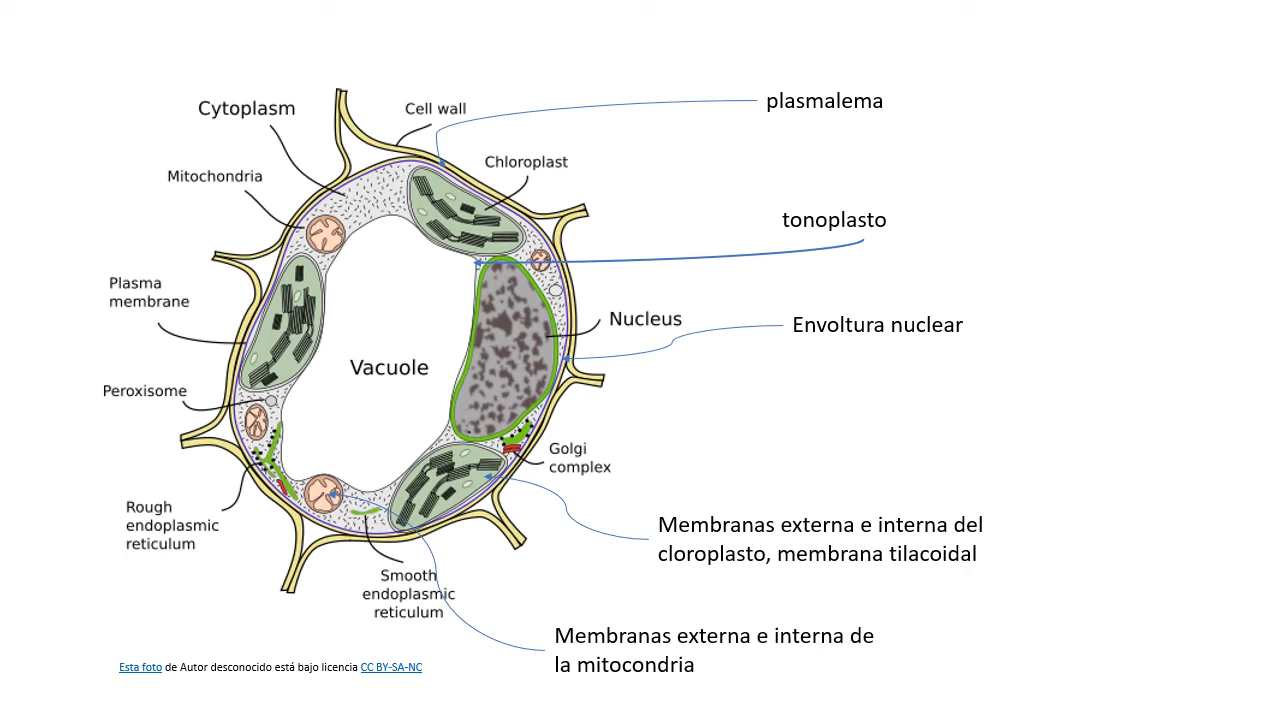 plasmalema
Cytoplasm
Cell wall
Chloroplast
Mitochondria
tonoplasto
Plasma
membrane
Nucleus
Envoltura nuclear
Vacuole
Peroxisome
Golgi
complex
Rough
endoplasmic
reticulum
Membranas externa e interna del
cloroplasto, membrana tilacoidal
Smooth
endoplasmic
reticulum
Membranas externa e interna de
la mitocondria
Esta foto de Autor desconocido está bajo licencia CC BY-SA-NC